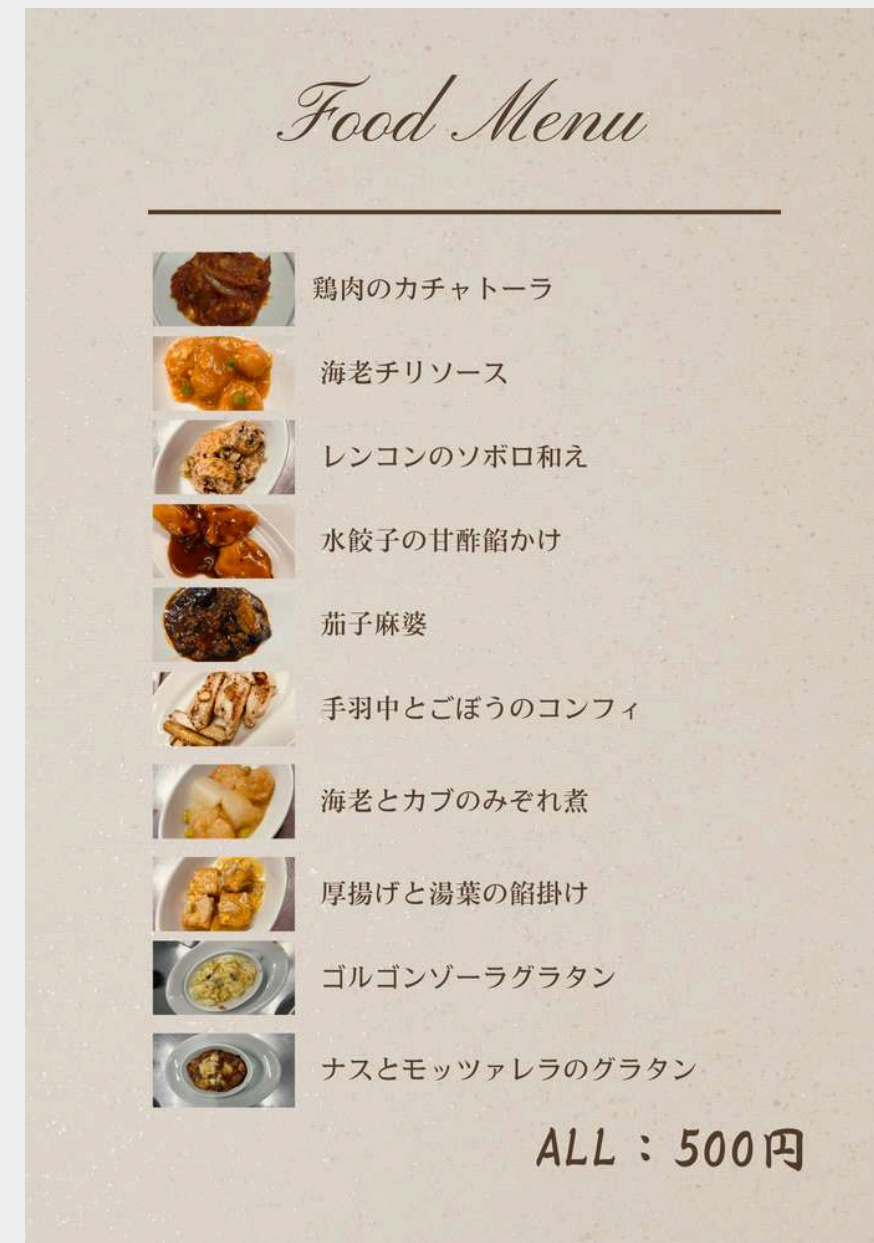 Food Menu
鶏肉のカチャトーラ
海老チリソース
レンコンのソボロ和え
水餃子の甘酢餡かけ
茄子麻婆
手羽中とごぼうのコンフィ
海老とカブのみぞれ煮
厚揚げと湯葉の餡掛け
ゴルゴンゾーラグラタン
ナスとモッツァレラのグラタン
ALL：500円